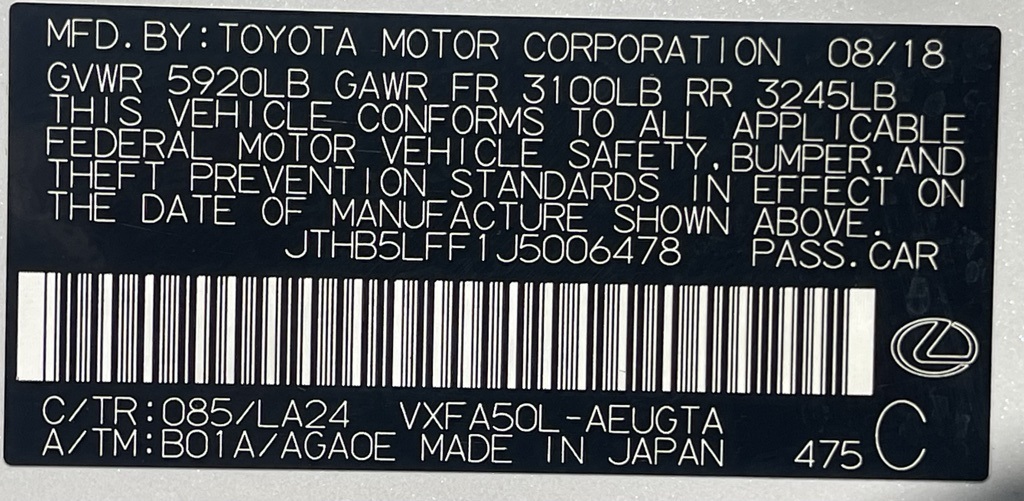 MFD.BY:TOYOTA MOTOR CORPORATION 08/18
GVWR 5920LB GAWR FR 3100LB RR 3245LB
THIS VEHICLE CONFORMS TO ALL APPLICABLE
FEDERAL MOTOR VEHICLE SAFETY,BUMPER,AND
THEFT PREVENTION STANDARDS IN EFFECT ON
THE DATE OF MANUFACTURE SHOWN ABOVE.
JTHB5LFF1J5006478 PASS.CAR
C/TR:085/LA24 VXFA50L-AEUGTA
A/TM:B01A/AGA0E MADE IN JAPAN 475 C